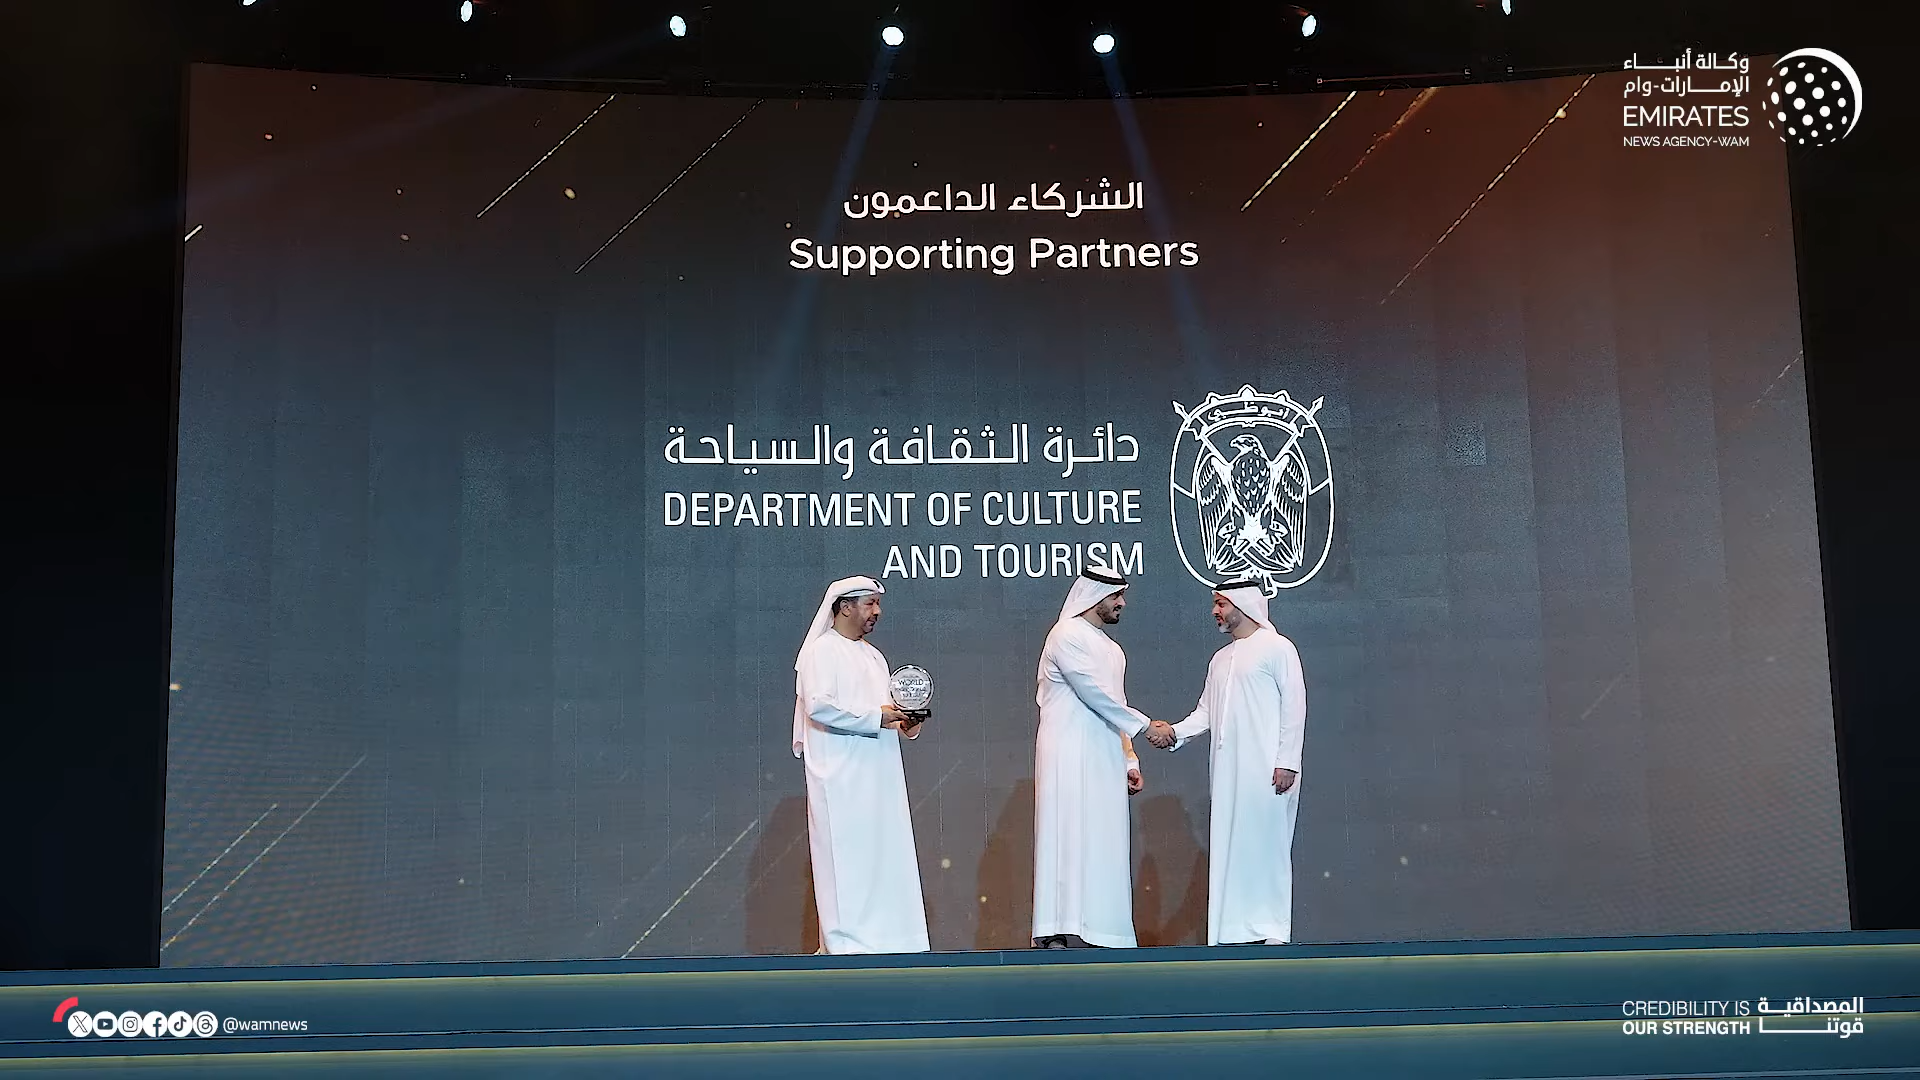 وكالة أنباء
الإمارات-وام
EMIRATES
NEWS AGENCY-WAM
الشركاء الداعمون
Supporting Partners
أبوظبي
دائرة الثقافة والسياحة
DEPARTMENT OF CULTURE
AND TOURISM
WORLD
@wamnews
CREDIBILITY IS
OUR STRENGTH
المصداقية
قوتنا